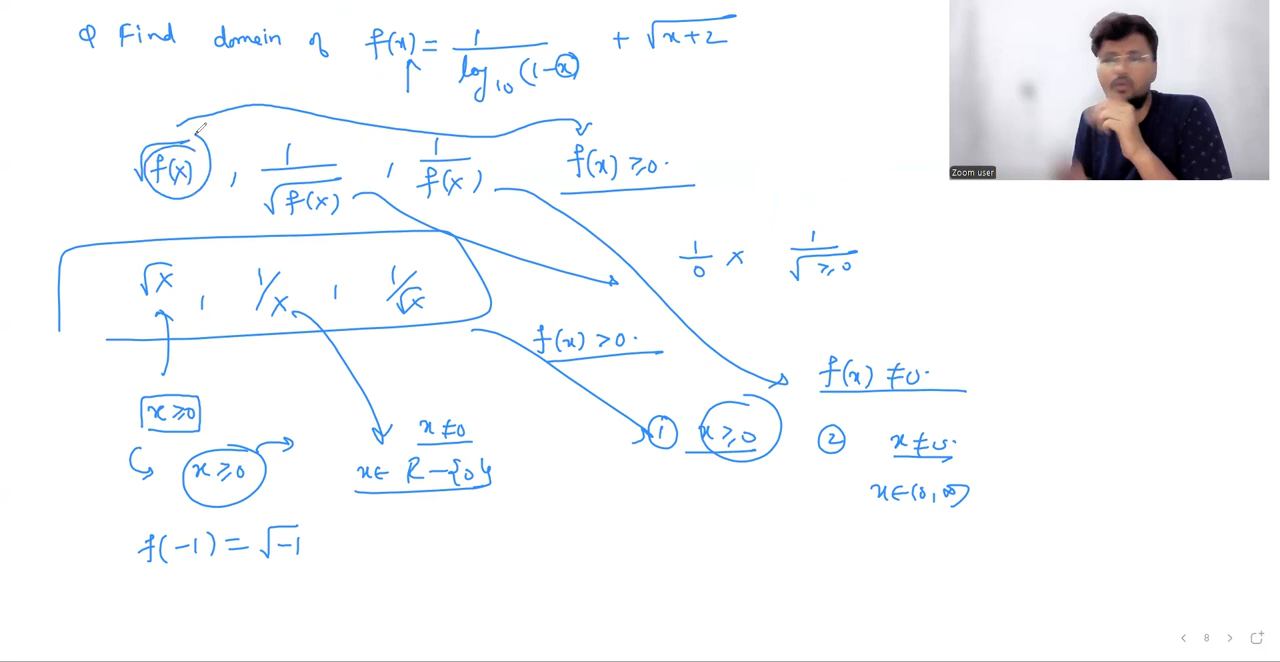 Q Find domain of f(x) = 1/log₁₀(1-x) + √(x+2)
√f(x) , 1/√f(x) , 1/f(x)
f(x) ≥ 0.
1/0 × 1/√≥0
√x , 1/x , 1/√x
f(x) > 0.
f(x) ≠ 0.
x ≥ 0
x ≠ 0
① x ≥ 0 ② x ≠ 0.
x ≥ 0
x ∈ R - {0}
x ∈ (0, ∞)
f(-1) = √-1
Zoom user
8